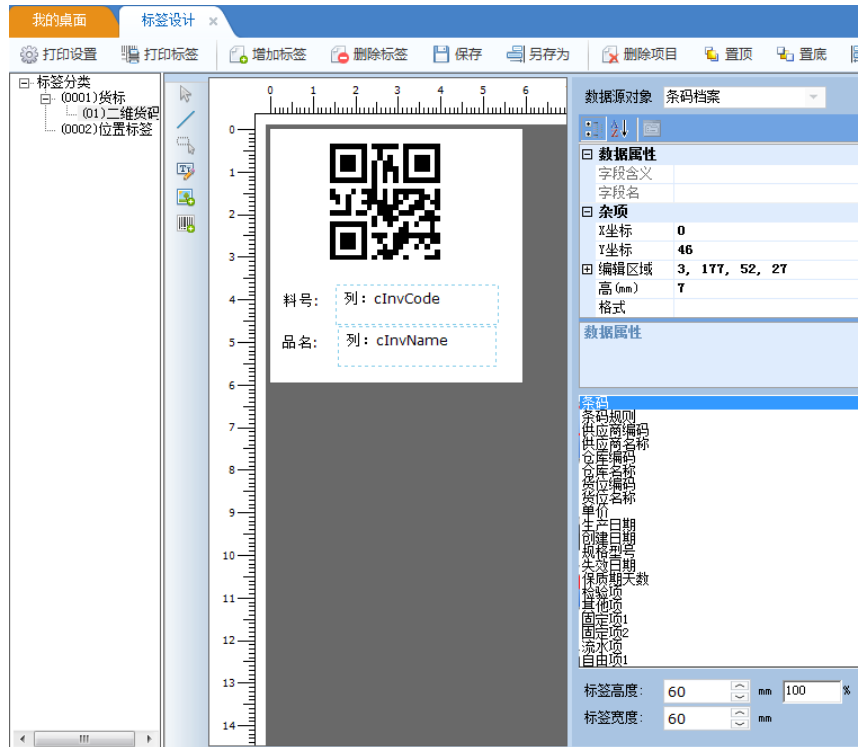 我的桌面 标签设计 ×
打印设置 打印标签 增加标签 删除标签 保存 另存为 删除项目 置顶 置底
标签分类
(0001)货标
(01)二维货码
(0002)位置标签
0 1 2 3 4 5 6
0
1
2
3
4
5
6
7
8
9
10
11
12
13
14
料号: 列: cInvCode
品名: 列: cInvName
数据源对象 条码档案
数据属性
字段含义
字段名
杂项
X坐标 0
Y坐标 46
编辑区域 3, 177, 52, 27
高(mm) 7
格式
数据属性
条码
条码规则
供应商编码
供应商名称
仓库编码
仓库名称
货位编码
货位名称
单价
生产日期
创建日期
规格型号
失效日期
保质期天数
检验项
其他项
固定项1
固定项2
流水项
自由项1
标签高度: 60 mm 100 %
标签宽度: 60 mm